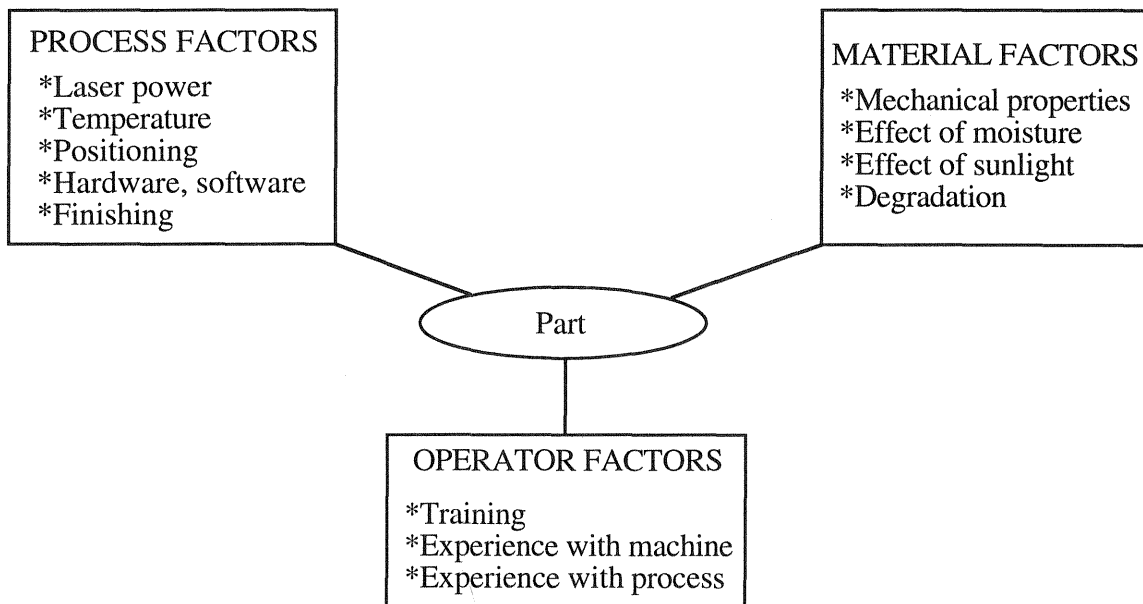 PROCESS FACTORS
*Laser power
*Temperature
*Positioning
*Hardware, software
*Finishing
MATERIAL FACTORS
*Mechanical properties
*Effect of moisture
*Effect of sunlight
*Degradation
Part
OPERATOR FACTORS
*Training
*Experience with machine
*Experience with process